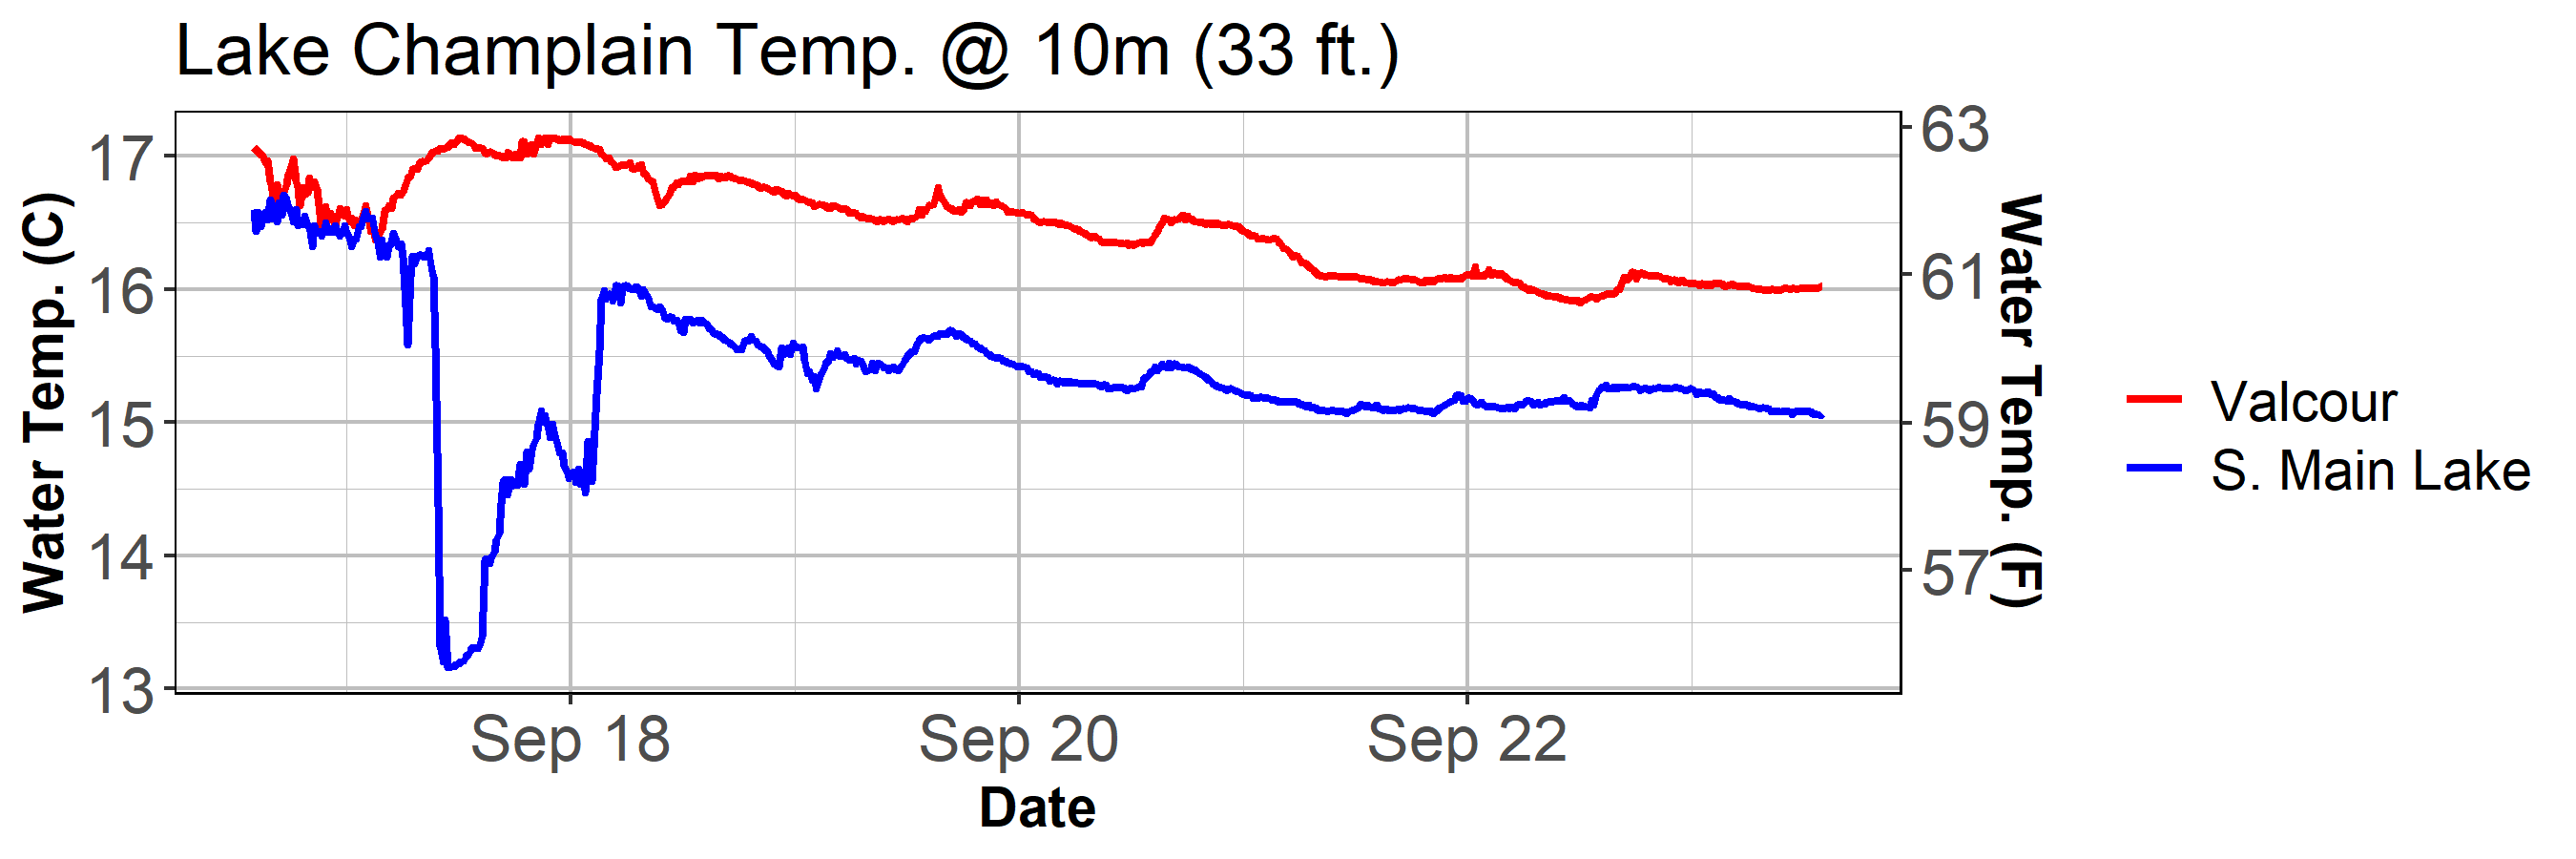 Lake Champlain Temp. @ 10m (33 ft.)
Water Temp. (C)
17
16
15
14
13
63
61
59
57
Water Temp. (F)
Sep 18
Sep 20
Sep 22
Date
Valcour
S. Main Lake